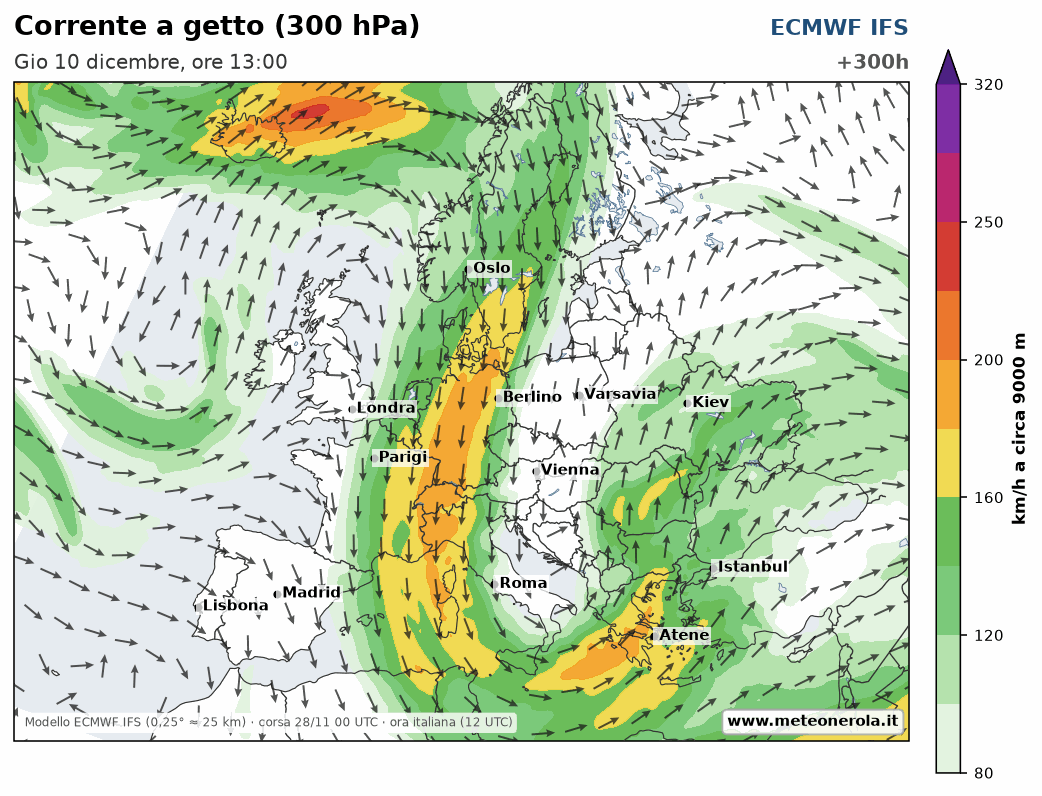 Corrente a getto (300 hPa)
ECMWF IFS
Gio 10 dicembre, ore 13:00
+300h
320
250
200
160
120
80
km/h a circa 9000 m
Oslo
Berlino
Varsavia
Kiev
Londra
Parigi
Vienna
Istanbul
Roma
Madrid
Lisbona
Atene
Modello ECMWF IFS (0,25° ≈ 25 km) · corsa 28/11 00 UTC · ora italiana (12 UTC)
www.meteonerola.it